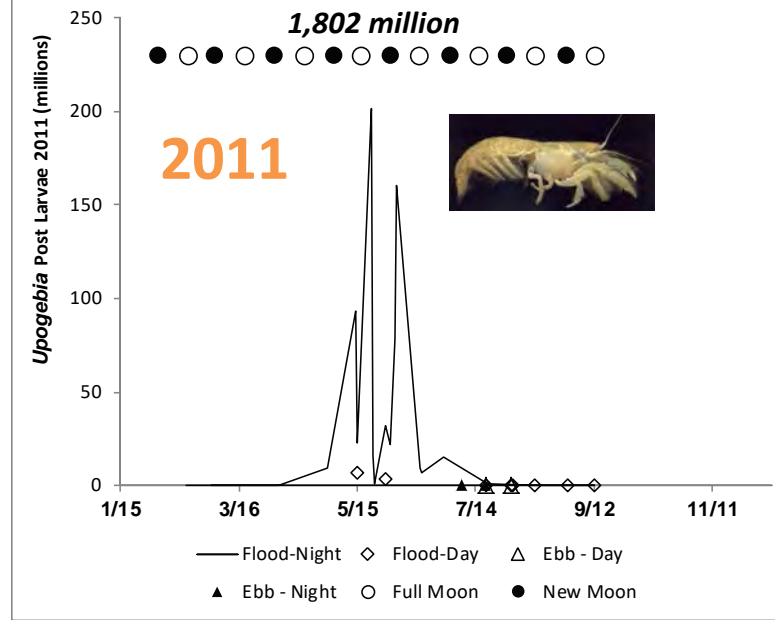 1,802 million
2011
Upogebia Post Larvae 2011 (millions)
250
200
150
100
50
0
1/15 3/16 5/15 7/14 9/12 11/11
Flood-Night Flood-Day Ebb - Day
Ebb - Night Full Moon New Moon